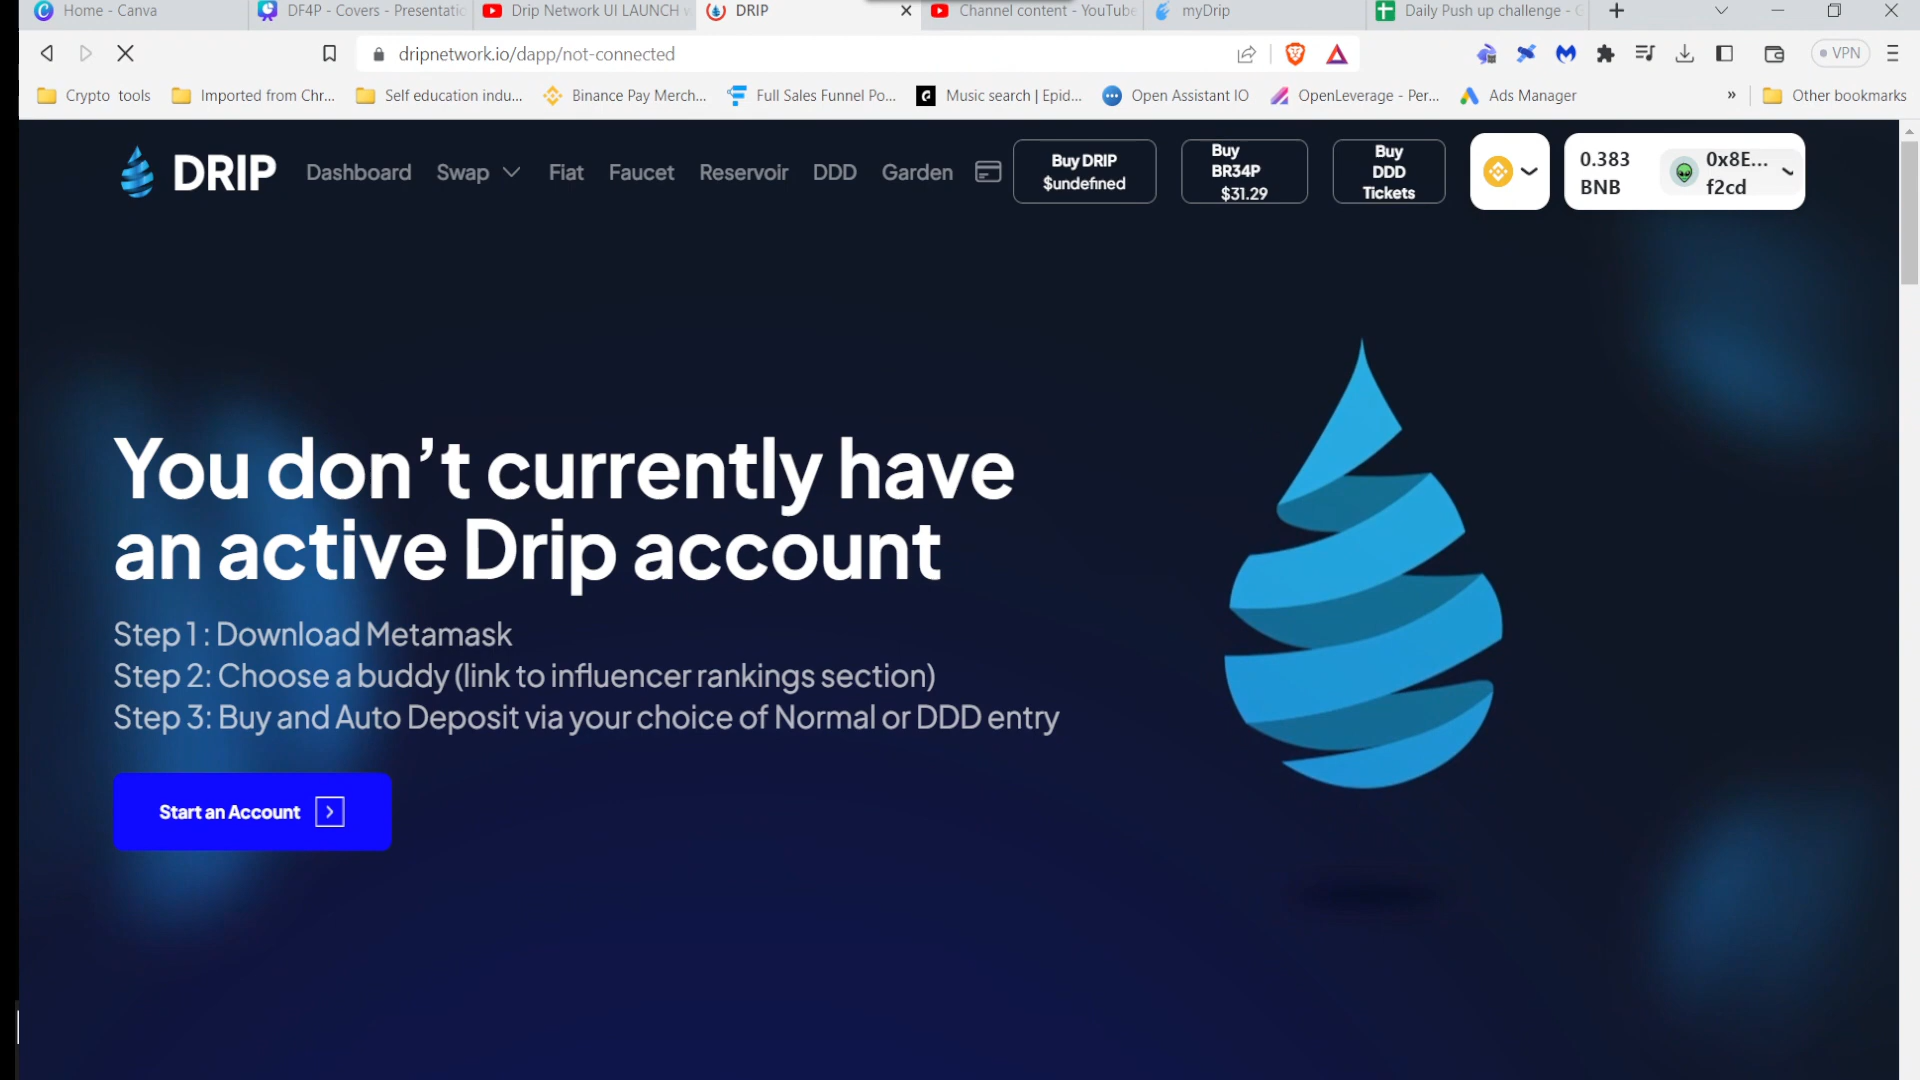 Home - Canva
DF4P - Covers - Presentatic
Drip Network UI LAUNCH w
DRIP
Channel content - YouTube
myDrip
Daily Push up challenge - G
dripnetwork.io/dapp/not-connected
VPN
Crypto tools
Imported from Chr...
Self education indu...
Binance Pay Merch...
Full Sales Funnel Po...
Music search | Epid...
Open Assistant IO
OpenLeverage - Per...
Ads Manager
»
Other bookmarks
DRIP
Dashboard
Swap
Fiat
Faucet
Reservoir
DDD
Garden
Buy DRIP
$undefined
Buy
BR34P
$31.29
Buy
DDD
Tickets
0.383
BNB
0x8E...
f2cd
You don’t currently have
an active Drip account
Step 1 : Download Metamask
Step 2: Choose a buddy (link to influencer rankings section)
Step 3: Buy and Auto Deposit via your choice of Normal or DDD entry
Start an Account